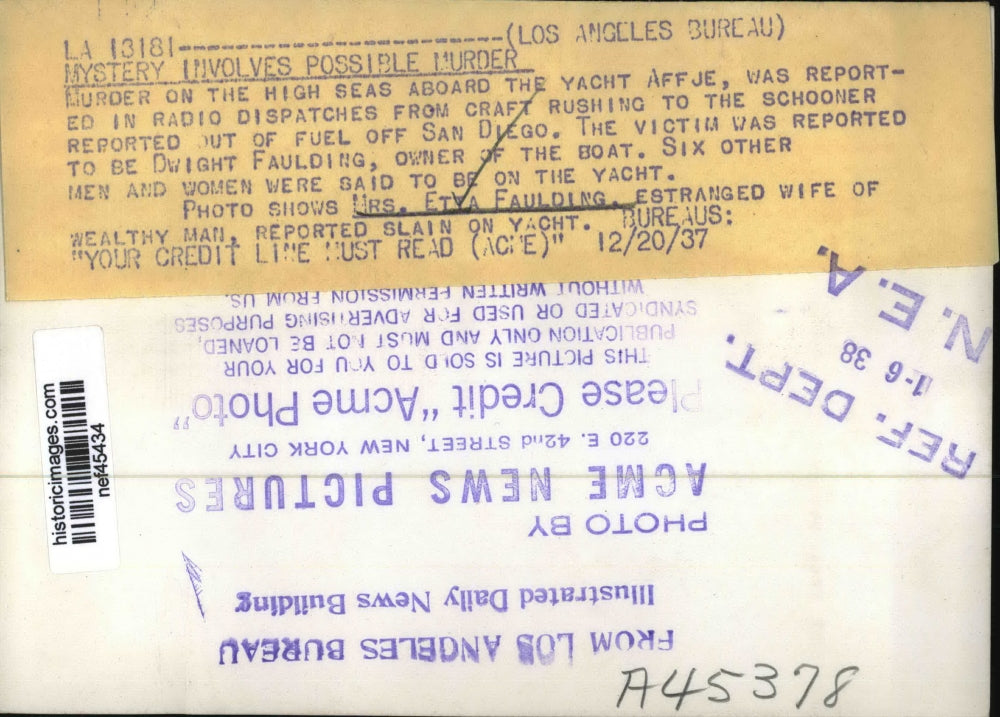 LA 13181-------------------------(LOS ANGELES BUREAU)
MYSTERY INVOLVES POSSIBLE MURDER
MURDER ON THE HIGH SEAS ABOARD THE YACHT AFFJE, WAS REPORT-
ED IN RADIO DISPATCHES FROM CRAFT RUSHING TO THE SCHOONER
REPORTED OUT OF FUEL OFF SAN DIEGO. THE VICTIM WAS REPORTED
TO BE DWIGHT FAULDING, OWNER OF THE BOAT. SIX OTHER
MEN AND WOMEN WERE SAID TO BE ON THE YACHT.
PHOTO SHOWS MRS. ETTA FAULDING, ESTRANGED WIFE OF
WEALTHY MAN, REPORTED SLAIN ON YACHT. BUREAUS:
"YOUR CREDIT LINE MUST READ (ACME)" 12/20/37
N. E. A.
1-6 38
REF. DEPT.
historicimages.com
nef45434
FROM LOS ANGELES BUREAU
Illustrated Daily News Building
PHOTO BY
ACME NEWS PICTURES
220 E. 42nd STREET, NEW YORK CITY
Please Credit "Acme Photo"
THIS PICTURE IS SOLD TO YOU FOR YOUR
PUBLICATION ONLY AND MUST NOT BE LOANED,
SYNDICATED OR USED FOR ADVERTISING PURPOSES
WITHOUT WRITTEN PERMISSION FROM US.
A45378